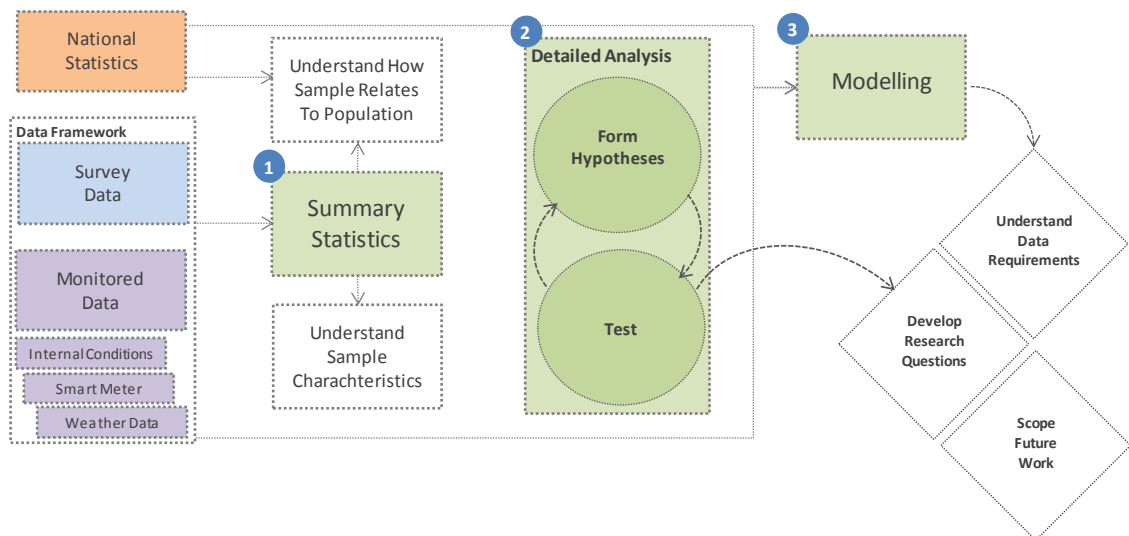 National
Statistics
Data Framework
Survey
Data
Monitored
Data
Internal Conditions
Smart Meter
Weather Data
Understand How
Sample Relates
To Population
1
Summary
Statistics
Understand
Sample
Charachteristics
2
Detailed Analysis
Form
Hypotheses
Test
3
Modelling
Understand
Data
Requirements
Develop
Research
Questions
Scope
Future
Work